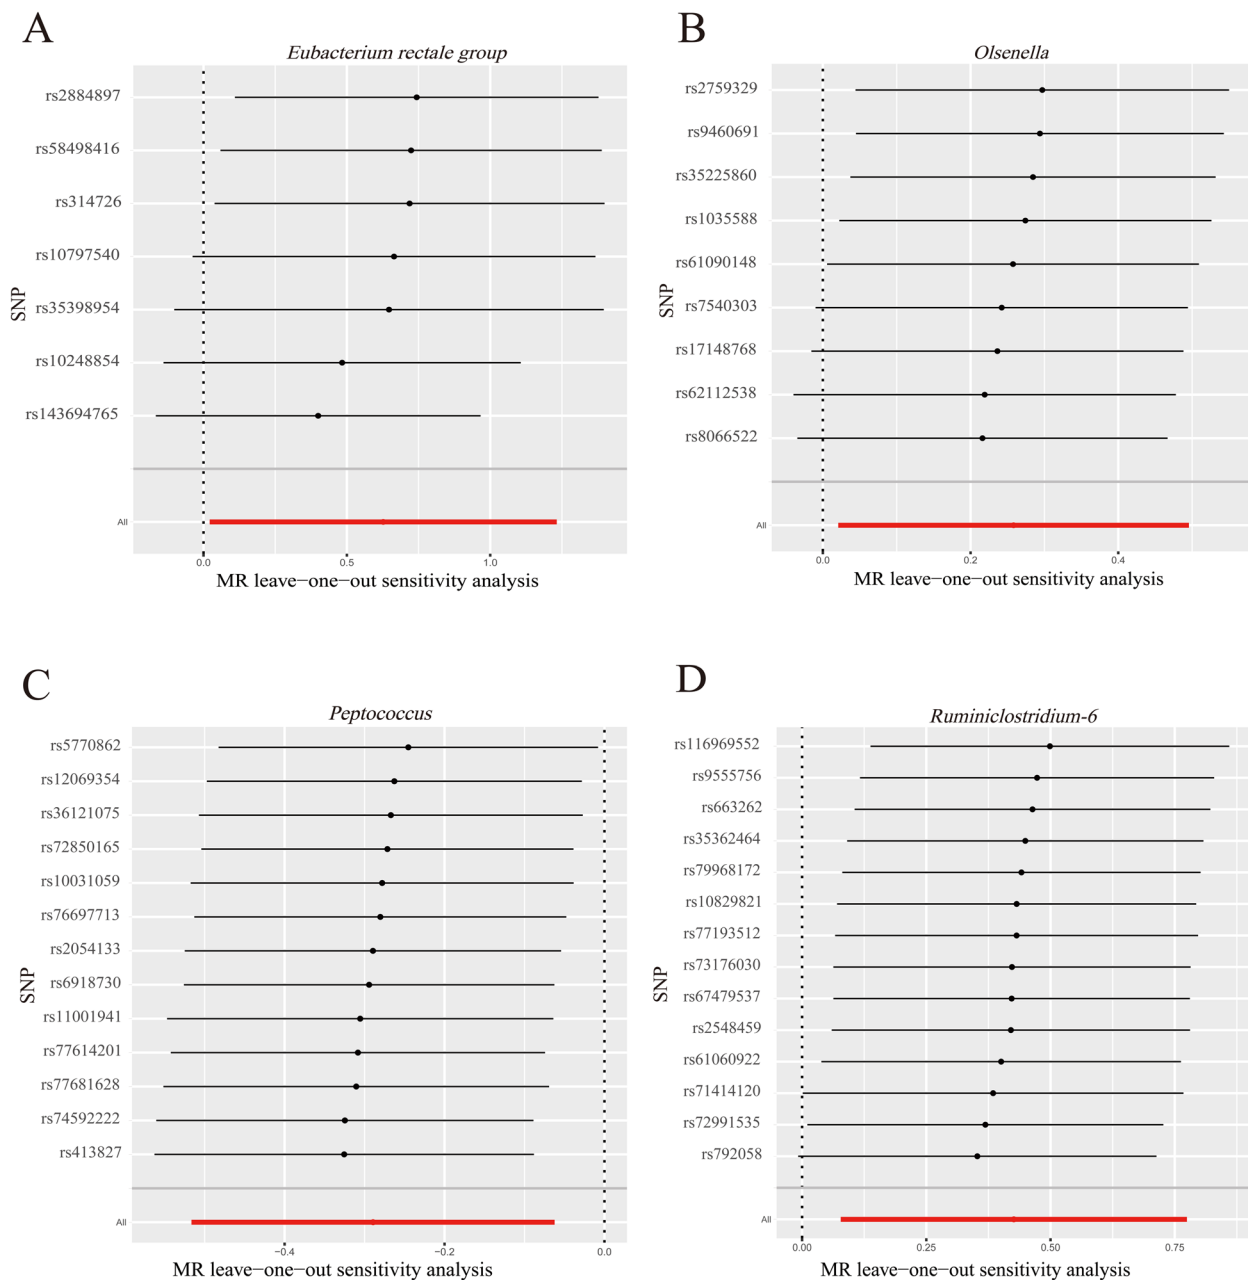 A
Eubacterium rectale group
rs2884897
rs58498416
rs314726
rs10797540
rs35398954
rs10248854
rs143694765
All
SNP
0.0 0.5 1.0
MR leave−one−out sensitivity analysis
B
Olsenella
rs2759329
rs9460691
rs35225860
rs1035588
rs61090148
rs7540303
rs17148768
rs62112538
rs8066522
All
SNP
0.0 0.2 0.4
MR leave−one−out sensitivity analysis
C
Peptococcus
rs5770862
rs12069354
rs36121075
rs72850165
rs10031059
rs76697713
rs2054133
rs6918730
rs11001941
rs77614201
rs77681628
rs74592222
rs413827
All
SNP
−0.4 −0.2 0.0
MR leave−one−out sensitivity analysis
D
Ruminiclostridium-6
rs116969552
rs9555756
rs663262
rs35362464
rs79968172
rs10829821
rs77193512
rs73176030
rs67479537
rs2548459
rs61060922
rs71414120
rs72991535
rs792058
All
SNP
0.00 0.25 0.50 0.75
MR leave−one−out sensitivity analysis